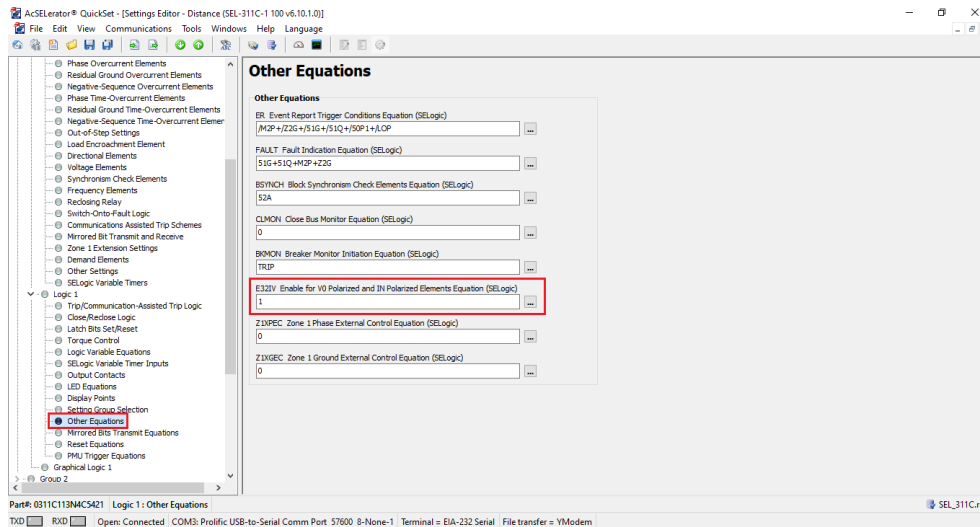 AcSELerator® QuickSet - [Settings Editor - Distance (SEL-311C-1 100 v6.10.1.0)]
File Edit View Communications Tools Windows Help Language
Phase Overcurrent Elements
Residual Ground Overcurrent Elements
Negative-Sequence Overcurrent Elements
Phase Time-Overcurrent Elements
Residual Ground Time-Overcurrent Elements
Negative-Sequence Time-Overcurrent Elemen
Out-of-Step Settings
Load Encroachment Element
Directional Elements
Voltage Elements
Synchronism Check Elements
Frequency Elements
Reclosing Relay
Switch-Onto-Fault Logic
Communications Assisted Trip Schemes
Mirrored Bit Transmit and Receive
Zone 1 Extension Settings
Demand Elements
Other Settings
SELogic Variable Timers
Logic 1
Trip/Communication-Assisted Trip Logic
Close/Reclose Logic
Latch Bits Set/Reset
Torque Control
Logic Variable Equations
SELogic Variable Timer Inputs
Output Contacts
LED Equations
Display Points
Setting Group Selection
Other Equations
Mirrored Bits Transmit Equations
Reset Equations
PMU Trigger Equations
Graphical Logic 1
Group 2
Other Equations
Other Equations
ER Event Report Trigger Conditions Equation (SELogic)
/M2P+/Z2G+/51G+/51Q+/50P1+/LOP
...
FAULT Fault Indication Equation (SELogic)
51G+51Q+M2P+Z2G
...
BSYNCH Block Synchronism Check Elements Equation (SELogic)
52A
...
CLMON Close Bus Monitor Equation (SELogic)
0
...
BKMON Breaker Monitor Initiation Equation (SELogic)
TRIP
...
E32IV Enable for V0 Polarized and IN Polarized Elements Equation (SELogic)
1
...
Z1XPEC Zone 1 Phase External Control Equation (SELogic)
0
...
Z1XGEC Zone 1 Ground External Control Equation (SELogic)
0
...
Part#: 0311C113N4C5421 Logic 1 : Other Equations
SEL_311C.r
TXD RXD Open: Connected COM3: Prolific USB-to-Serial Comm Port 57600 8-None-1 Terminal = EIA-232 Serial File transfer = YModem